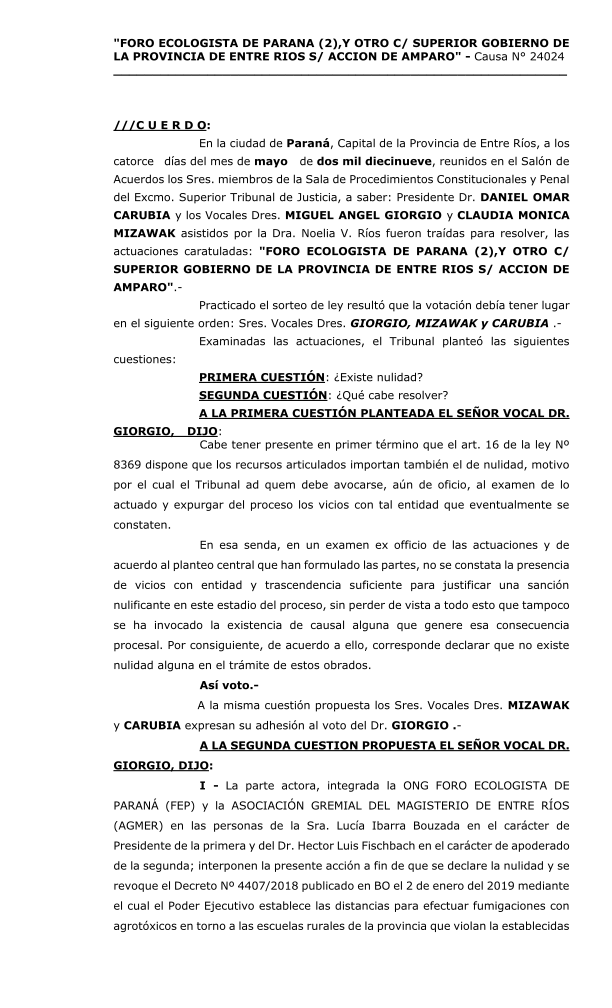 "FORO ECOLOGISTA DE PARANA (2),Y OTRO C/ SUPERIOR GOBIERNO DE
LA PROVINCIA DE ENTRE RIOS S/ ACCION DE AMPARO" - Causa N° 24024
///C U E R D O:
En la ciudad de Paraná, Capital de la Provincia de Entre Ríos, a los
catorce días del mes de mayo de dos mil diecinueve, reunidos en el Salón de
Acuerdos los Sres. miembros de la Sala de Procedimientos Constitucionales y Penal
del Excmo. Superior Tribunal de Justicia, a saber: Presidente Dr. DANIEL OMAR
CARUBIA y los Vocales Dres. MIGUEL ANGEL GIORGIO y CLAUDIA MONICA
MIZAWAK asistidos por la Dra. Noelia V. Ríos fueron traídas para resolver, las
actuaciones caratuladas: "FORO ECOLOGISTA DE PARANA (2),Y OTRO C/
SUPERIOR GOBIERNO DE LA PROVINCIA DE ENTRE RIOS S/ ACCION DE
AMPARO".-
Practicado el sorteo de ley resultó que la votación debía tener lugar
en el siguiente orden: Sres. Vocales Dres. GIORGIO, MIZAWAK y CARUBIA .-
Examinadas las actuaciones, el Tribunal planteó las siguientes
cuestiones:
PRIMERA CUESTIÓN: ¿Existe nulidad?
SEGUNDA CUESTIÓN: ¿Qué cabe resolver?
A LA PRIMERA CUESTIÓN PLANTEADA EL SEÑOR VOCAL DR.
GIORGIO, DIJO:
Cabe tener presente en primer término que el art. 16 de la ley Nº
8369 dispone que los recursos articulados importan también el de nulidad, motivo
por el cual el Tribunal ad quem debe avocarse, aún de oficio, al examen de lo
actuado y expurgar del proceso los vicios con tal entidad que eventualmente se
constaten.
En esa senda, en un examen ex officio de las actuaciones y de
acuerdo al planteo central que han formulado las partes, no se constata la presencia
de vicios con entidad y trascendencia suficiente para justificar una sanción
nulificante en este estadio del proceso, sin perder de vista a todo esto que tampoco
se ha invocado la existencia de causal alguna que genere esa consecuencia
procesal. Por consiguiente, de acuerdo a ello, corresponde declarar que no existe
nulidad alguna en el trámite de estos obrados.
Así voto.-
A la misma cuestión propuesta los Sres. Vocales Dres. MIZAWAK
y CARUBIA expresan su adhesión al voto del Dr. GIORGIO .-
A LA SEGUNDA CUESTION PROPUESTA EL SEÑOR VOCAL DR.
GIORGIO, DIJO:
I - La parte actora, integrada la ONG FORO ECOLOGISTA DE
PARANÁ (FEP) y la ASOCIACIÓN GREMIAL DEL MAGISTERIO DE ENTRE RÍOS
(AGMER) en las personas de la Sra. Lucía Ibarra Bouzada en el carácter de
Presidente de la primera y del Dr. Hector Luis Fischbach en el carácter de apoderado
de la segunda; interponen la presente acción a fin de que se declare la nulidad y se
revoque el Decreto Nº 4407/2018 publicado en BO el 2 de enero del 2019 mediante
el cual el Poder Ejecutivo establece las distancias para efectuar fumigaciones con
agrotóxicos en torno a las escuelas rurales de la provincia que violan la establecidas